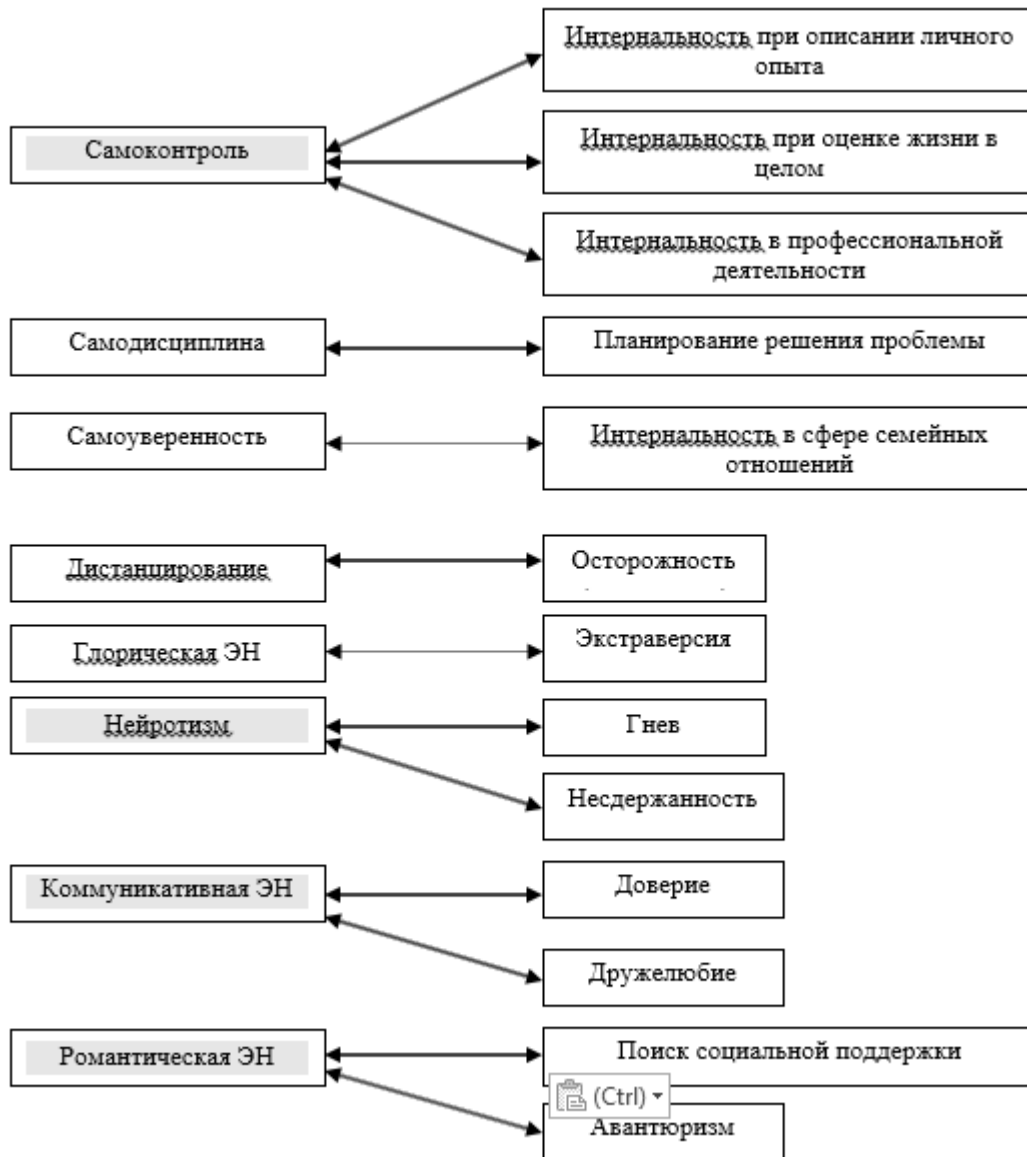 Интернальность при описании личного
опыта
Самоконтроль
Интернальность при оценке жизни в
целом
Интернальность в профессиональной
деятельности
Самодисциплина
Планирование решения проблемы
Самоуверенность
Интернальность в сфере семейных
отношений
Дистанцирование
Осторожность
Глорическая ЭН
Экстраверсия
Нейротизм
Гнев
Несдержанность
Коммуникативная ЭН
Доверие
Дружелюбие
Романтическая ЭН
Поиск социальной поддержки
(Ctrl)
Авантюризм